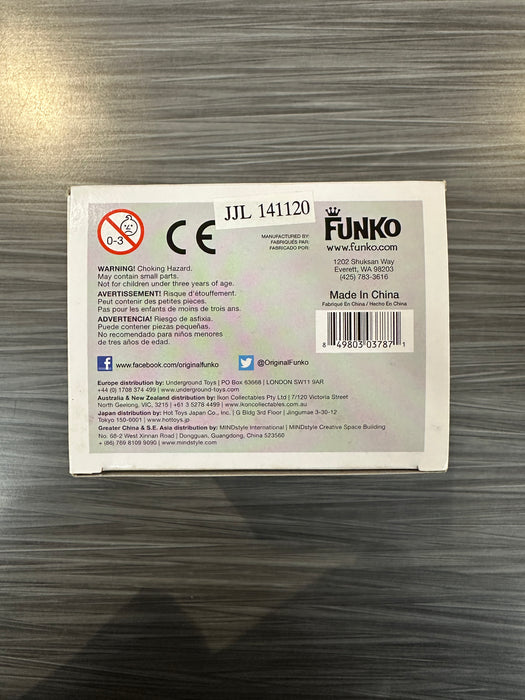 JJL 141120
0-3
CE
MANUFACTURED BY:
FABRIQUÉS PAR:
FABRICADO POR:
FUNKO
www.funko.com
1202 Shuksan Way
Everett, WA 98203
(425) 783-3616
WARNING! Choking Hazard.
May contain small parts.
Not for children under three years of age.
AVERTISSEMENT! Risque d'étouffement.
Peut contenir des petites pièces.
Pas pour les enfants de moins de trois ans.
ADVERTENCIA! Riesgo de asfixia.
Puede contener piezas pequeñas.
No recomendado para niños menores
de tres años de edad.
Made In China
Fabriqué En China / Hecho En China
8 49803 03787 1
f www.facebook.com/originalfunko
@OriginalFunko
Europe distribution by: Underground Toys | PO Box 63668 | LONDON SW11 9AR
+44 (0) 1708 374 499 | www.underground-toys.com
Australia & New Zealand distribution by: Ikon Collectables Pty Ltd | 7/120 Victoria Street
North Geelong, VIC, 3215 | +61 3 5278 4499 | www.ikoncollectables.com.au
Japan distribution by: Hot Toys Japan Co., Inc. | G Bldg 3rd Floor | Jingumae 3-30-12
Tokyo 150-0001 | www.hottoys.jp
Greater China & S.E. Asia distribution by: MINDstyle International | MINDstyle Creative Space Building
No. 68-2 West Xinnan Road | Dongguan, Guangdong, China 523560
+ (86) 769 8109 9090 | www.mindstyle.com